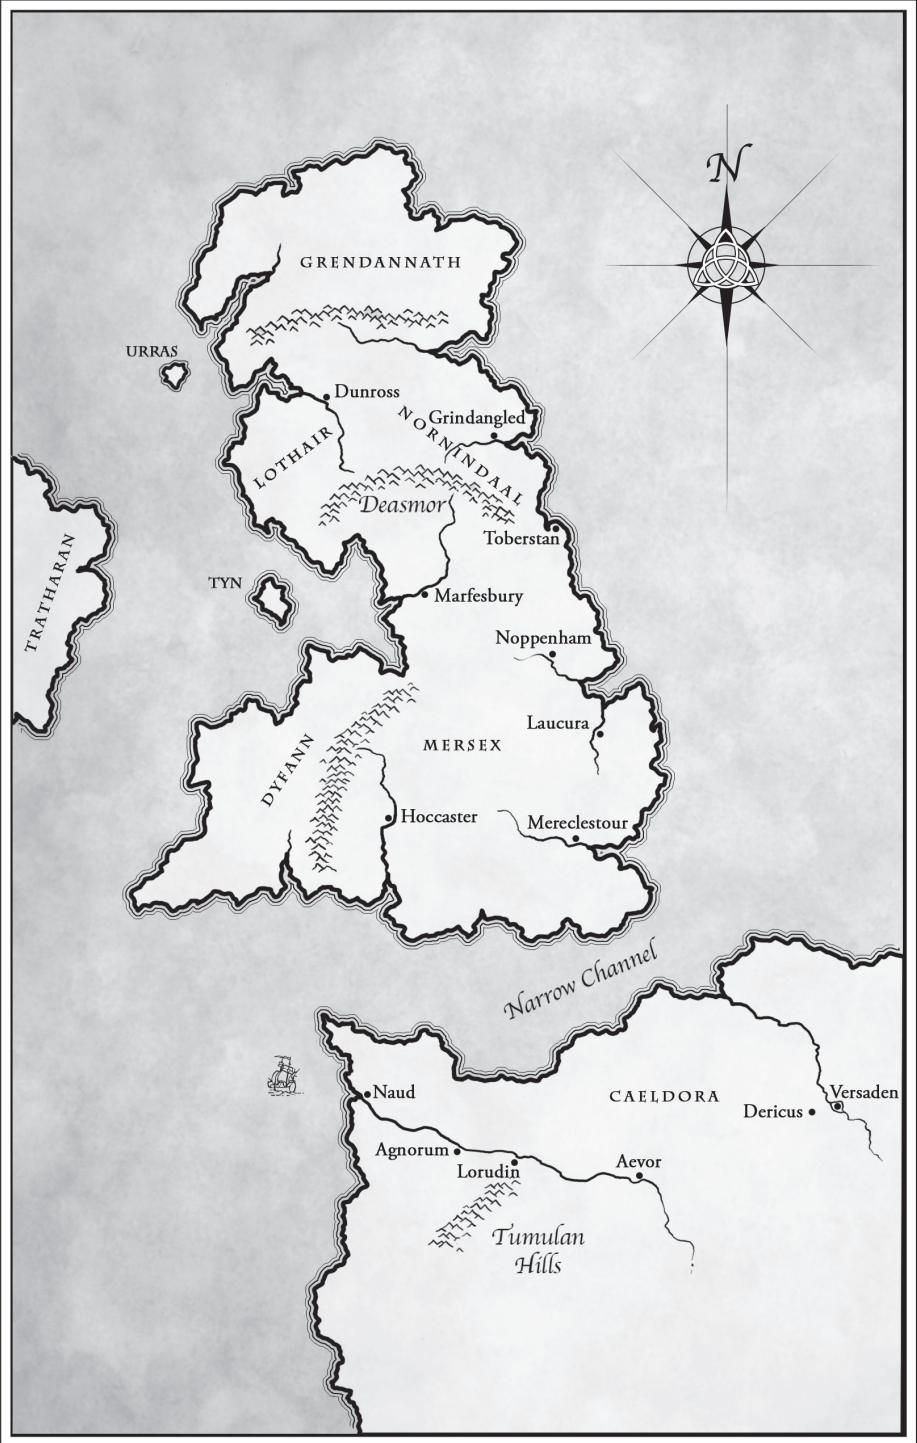 N
GRENDANNATH
URRAS
Dunross
NORNINDAAL
Grindangled
LOTHAIR
Deasmor
Toberstan
TRATHARAN
TYN
Marfesbury
Noppenham
Laucura
MERSEX
DYFANN
Hoccaster
Mereclestour
Narrow Channel
Naud
CAELDORA
Versaden
Dericus
Agnorum
Lorudin
Aevor
Tumulan
Hills